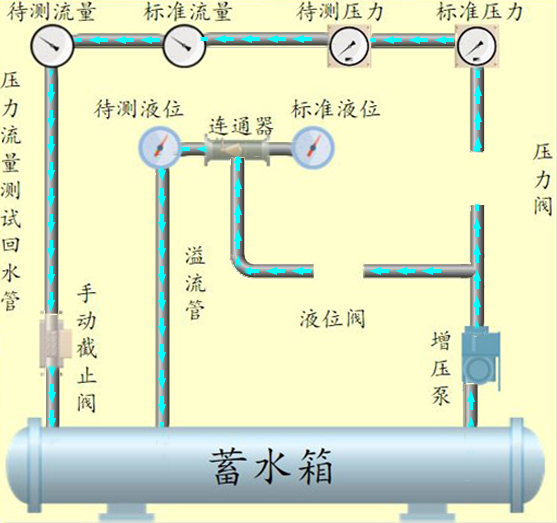 待测流量
标准流量
待测压力
标准压力
待测液位
连通器
标准液位
压力流量测试回水管
压力阀
溢流管
手动截止阀
液位阀
增压泵
蓄水箱